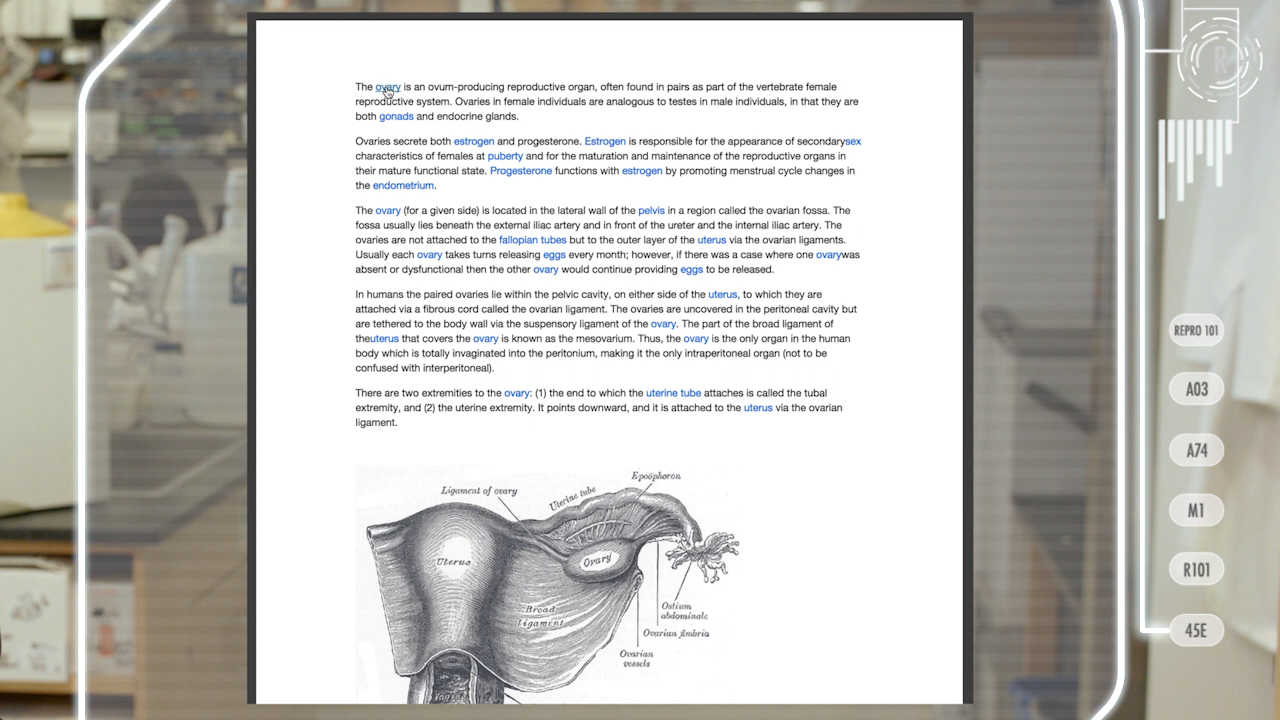 The ovary is an ovum-producing reproductive organ, often found in pairs as part of the vertebrate female
reproductive system. Ovaries in female individuals are analogous to testes in male individuals, in that they are
both gonads and endocrine glands.
Ovaries secrete both estrogen and progesterone. Estrogen is responsible for the appearance of secondarysex
characteristics of females at puberty and for the maturation and maintenance of the reproductive organs in
their mature functional state. Progesterone functions with estrogen by promoting menstrual cycle changes in
the endometrium.
The ovary (for a given side) is located in the lateral wall of the pelvis in a region called the ovarian fossa. The
fossa usually lies beneath the external iliac artery and in front of the ureter and the internal iliac artery. The
ovaries are not attached to the fallopian tubes but to the outer layer of the uterus via the ovarian ligaments.
Usually each ovary takes turns releasing eggs every month; however, if there was a case where one ovarywas
absent or dysfunctional then the other ovary would continue providing eggs to be released.
In humans the paired ovaries lie within the pelvic cavity, on either side of the uterus, to which they are
attached via a fibrous cord called the ovarian ligament. The ovaries are uncovered in the peritoneal cavity but
are tethered to the body wall via the suspensory ligament of the ovary. The part of the broad ligament of
theuterus that covers the ovary is known as the mesovarium. Thus, the ovary is the only organ in the human
body which is totally invaginated into the peritonium, making it the only intraperitoneal organ (not to be
confused with interperitoneal).
There are two extremities to the ovary: (1) the end to which the uterine tube attaches is called the tubal
extremity, and (2) the uterine extremity. It points downward, and it is attached to the uterus via the ovarian
ligament.
Epoöphoron
Ligament of ovary
Uterine tube
Uterus
Ovary
Broad
ligament
Ostium
abdominale
Ovarian fimbria
Ovarian
vessels
Vagina
R
REPRO 101
A03
A74
M1
R101
45E